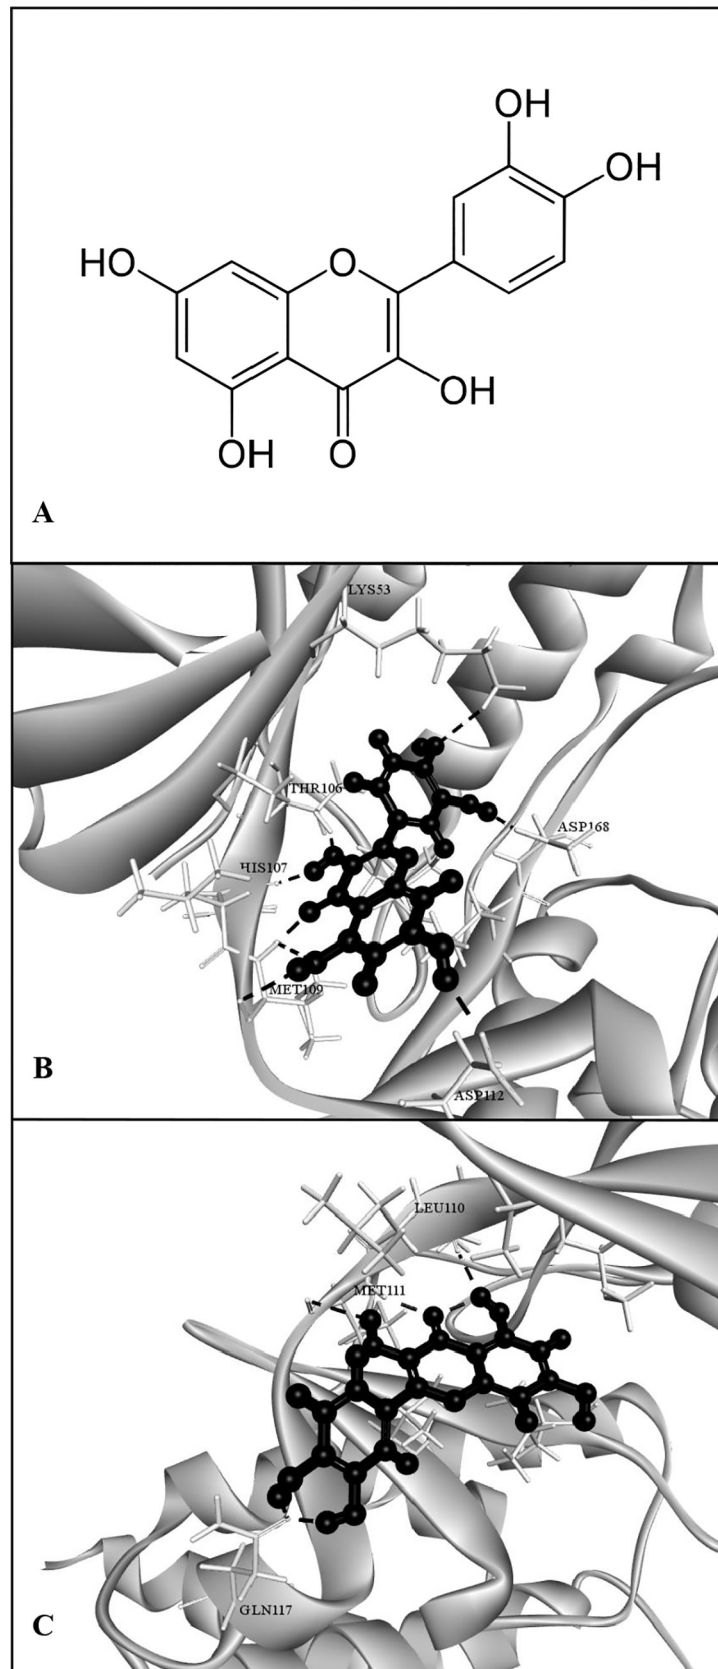 OH
OH
HO
O
OH
OH
O
A
LYS53
THR106
ASP168
HIS107
MET109
B
ASP112
LEU110
MET111
GLN117
C